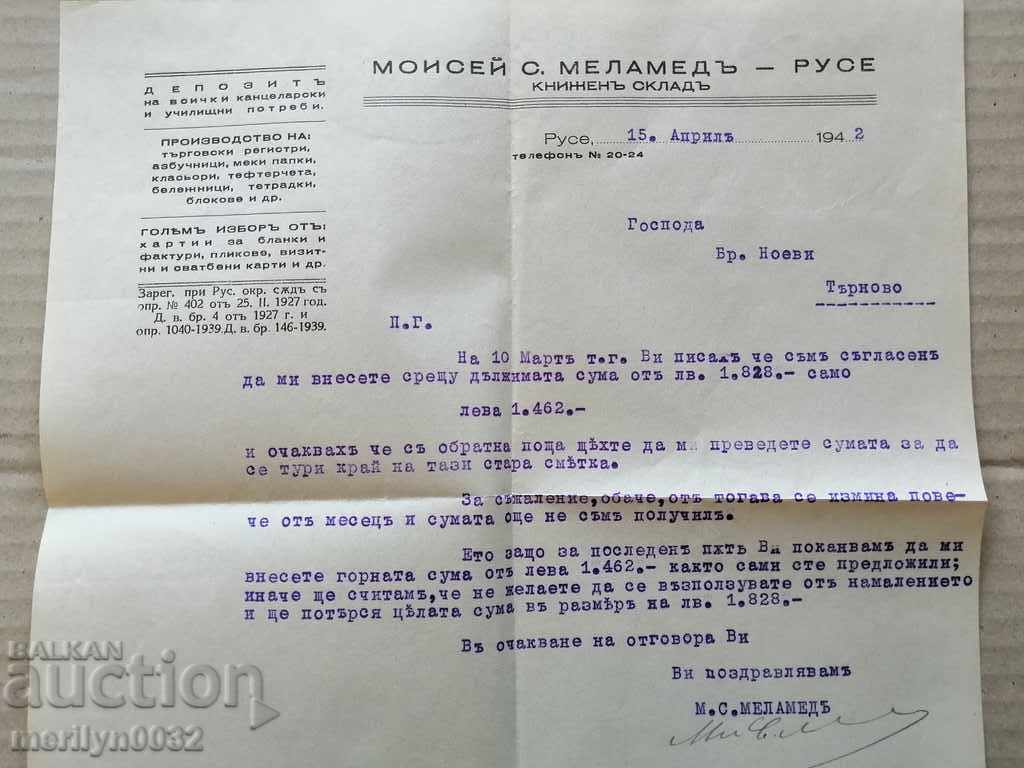 МОИСЕЙ С. МЕЛАМЕДЪ — РУСЕ
КНИЖЕНЪ СКЛАДЪ
ДЕПОЗИТЪ
на всички канцеларски
и училищни потреби.
ПРОИЗВОДСТВО НА:
търговски регистри,
азбучници, меки папки,
класьори, тефтерчета,
бележници, тетрадки,
блокове и др.
ГОЛѢМЪ ИЗБОРЪ ОТЪ:
хартии за бланки и
фактури, пликове, визит-
ни и сватбени карти и др.
Зарег. при Рус. окр. сѫдъ съ
опр. № 402 отъ 25. II. 1927 год.
Д. в. бр. 4 отъ 1927 г. и
опр. 1040-1939. Д. в. бр. 146-1939.
Русе, 15. Априлъ 1942
телефонъ № 20-24
Господа
Бр. Ноеви
Търново
П.Г.
На 10 Мартъ т.г. Ви писалъ че съмъ съгласенъ
да ми внесете срещу дължимата сума отъ лв. 1.828.- само
лева 1.462.-
и очаквахъ че съ обратна поща щѣхте да ми преведете сумата за да
се тури край на тази стара смѣтка.
За съжаление, обаче, отъ тогава се измина пове-
че отъ месецъ и сумата още не съмъ получилъ.
Ето защо за последенъ пѫть Ви поканвамъ да ми
внесете горната сума отъ лева 1.462.- както сами сте предложили;
иначе ще считамъ, че не желаете да се възползувате отъ намалението
и ще потърся цѣлата сума въ размѣръ на лв. 1.828.-
Въ очакване на отговора Ви
Ви поздравлявамъ
М.С.МЕЛАМЕДЪ
BALKAN
auction
merilyn0032